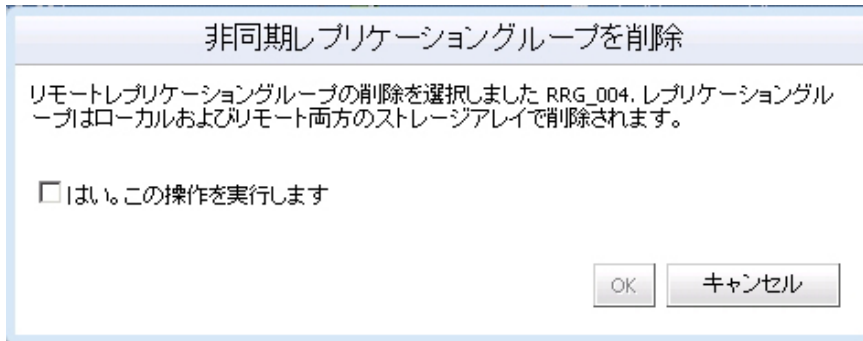 非同期レプリケーショングループを削除
リモートレプリケーショングループの削除を選択しました RRG_004. レプリケーショングル
ープはローカルおよびリモート両方のストレージアレイで削除されます。
はい。この操作を実行します
OK キャンセル